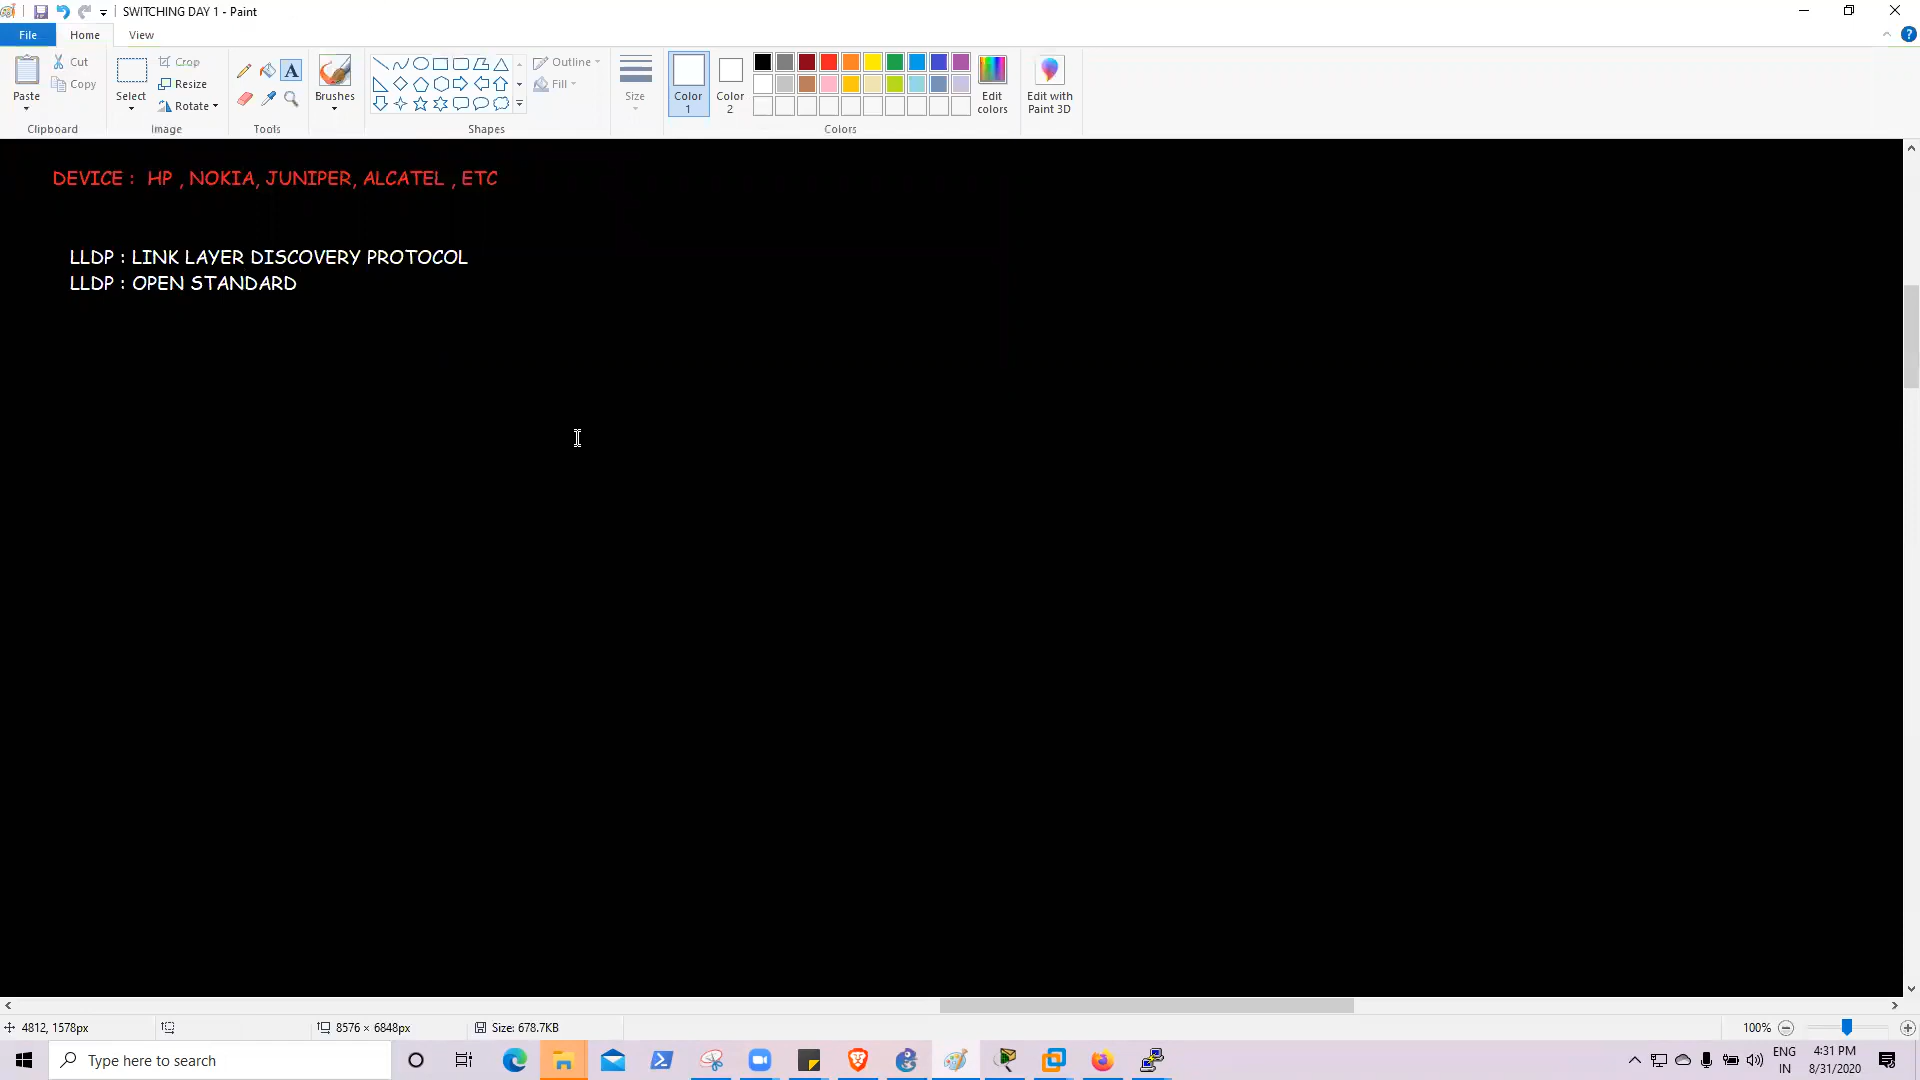 SWITCHING DAY 1 - Paint
File Home View
Paste
Cut
Copy
Clipboard
Select
Crop
Resize
Rotate
Image
A
Tools
Brushes
Outline
Fill
Shapes
Size
Color 1
Color 2
Edit colors
Colors
Edit with Paint 3D
DEVICE : HP , NOKIA, JUNIPER, ALCATEL , ETC
LLDP : LINK LAYER DISCOVERY PROTOCOL
LLDP : OPEN STANDARD
4812, 1578px
8576 × 6848px
Size: 678.7KB
100%
Type here to search
ENG
IN
4:31 PM
8/31/2020